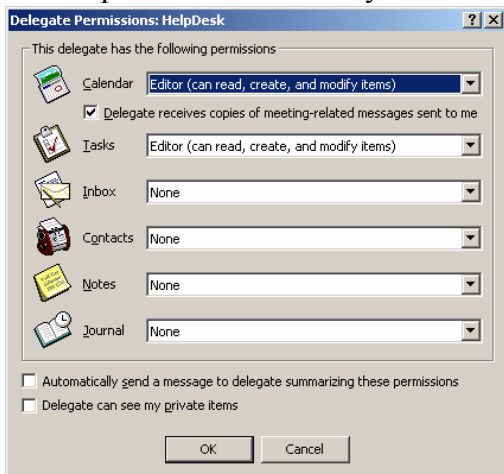 Delegate Permissions: HelpDesk
This delegate has the following permissions
Calendar Editor (can read, create, and modify items)
Delegate receives copies of meeting-related messages sent to me
Tasks Editor (can read, create, and modify items)
Inbox None
Contacts None
Notes None
Journal None
Automatically send a message to delegate summarizing these permissions
Delegate can see my private items
OK Cancel